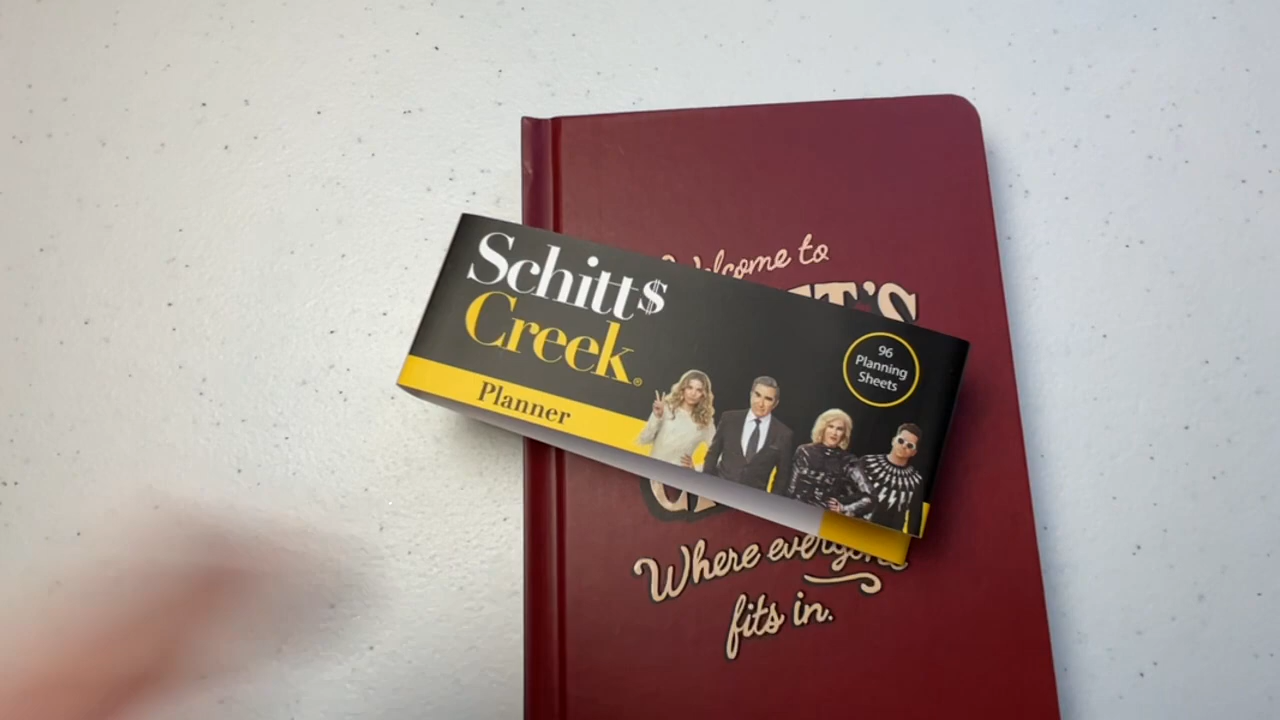 Welcome to
Schitt$
Creek®
Planner
96
Planning
Sheets
Where everyone
fits in.